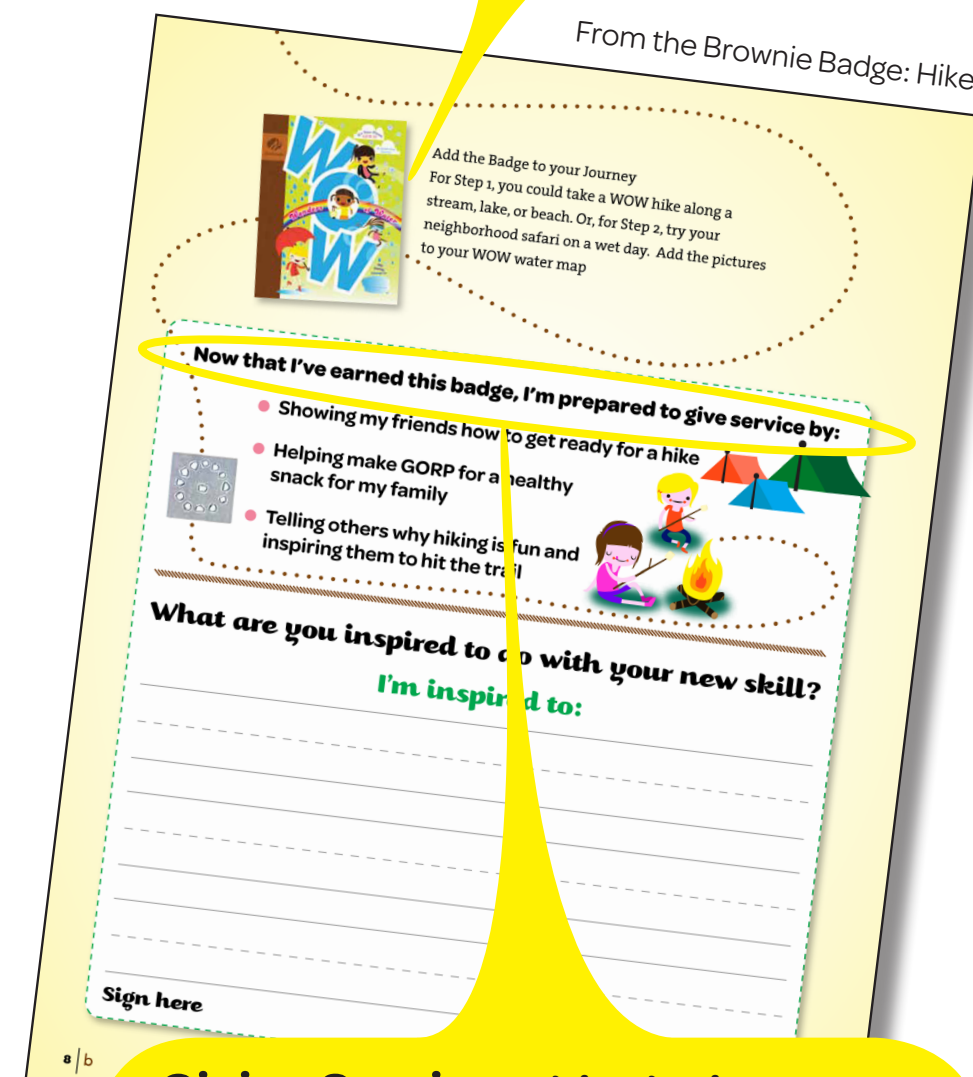 From the Brownie Badge: Hike
WOW
Add the Badge to your Journey
For Step 1, you could take a WOW hike along a
stream, lake, or beach. Or, for Step 2, try your
neighborhood safari on a wet day. Add the pictures
to your WOW water map
Now that I've earned this badge, I'm prepared to give service by:
Showing my friends how to get ready for a hike
Helping make GORP for a healthy
snack for my family
Telling others why hiking is fun and
inspiring them to hit the trail
What are you inspired to do with your new skill?
I'm inspired to:
Sign here
8 | b